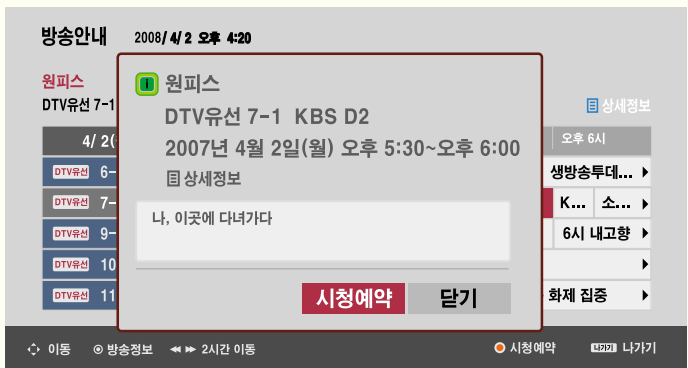 방송안내 2008/ 4/ 2 오후 4:20
원피스
DTV유선 7-1
상세정보
4/ 2(
오후 6시
DTV유선 6-
생방송투데...
DTV유선 7-
K... 소...
DTV유선 9-
6시 내고향
DTV유선 10
DTV유선 11
화제 집중
원피스
DTV유선 7-1 KBS D2
2007년 4월 2일(월) 오후 5:30~오후 6:00
상세정보
나, 이곳에 다녀가다
시청예약 닫기
이동 방송정보 2시간 이동 시청예약 나가기 나가기